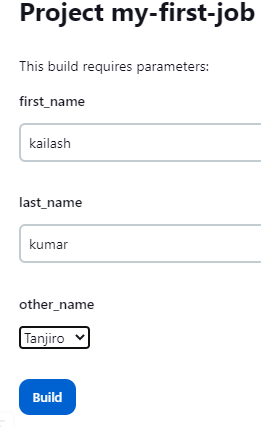 Project my-first-job
This build requires parameters:
first_name
kailash
last_name
kumar
other_name
Tanjiro
Build